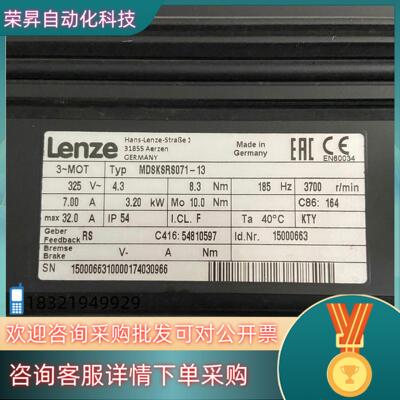 荣昇自动化科技
Lenze
Hans-Lenze-Straße 1
31855 Aerzen
GERMANY
Made in
Germany
EAC CE
EN60034
3~MOT Typ MDSKSRS071-13
325 V~ 4.3 8.3 Nm 185 Hz 3700 r/min
7.00 A 3.20 kW Mo 10.0 Nm C86: 164
max 32.0 A IP 54 I.CL. F Ta 40°C KTY
Geber
Feedback RS C416: 54810597 Id.Nr. 15000663
Bremse
Brake V- A Nm
SN 1500066310000174030966
18321949929
欢迎咨询采购批发可对公开票
咨询客服详情下单采购